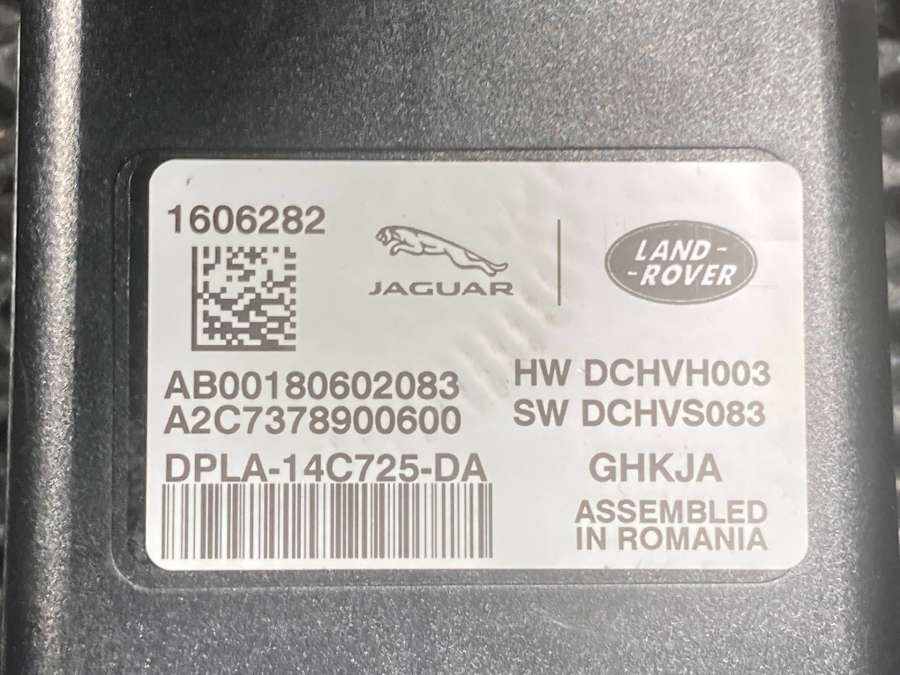 1606282
JAGUAR
LAND-
-ROVER
AB00180602083
A2C7378900600
HW DCHVH003
SW DCHVS083
DPLA-14C725-DA
GHKJA
ASSEMBLED
IN ROMANIA